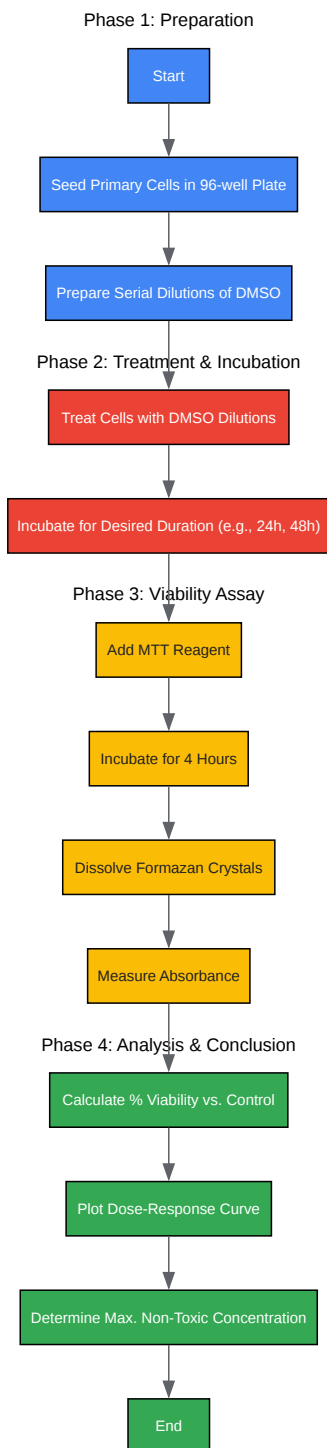 Phase 1: Preparation
Start
Seed Primary Cells in 96-well Plate
Prepare Serial Dilutions of DMSO
Phase 2: Treatment & Incubation
Treat Cells with DMSO Dilutions
Incubate for Desired Duration (e.g., 24h, 48h)
Phase 3: Viability Assay
Add MTT Reagent
Incubate for 4 Hours
Dissolve Formazan Crystals
Measure Absorbance
Phase 4: Analysis & Conclusion
Calculate % Viability vs. Control
Plot Dose-Response Curve
Determine Max. Non-Toxic Concentration
End